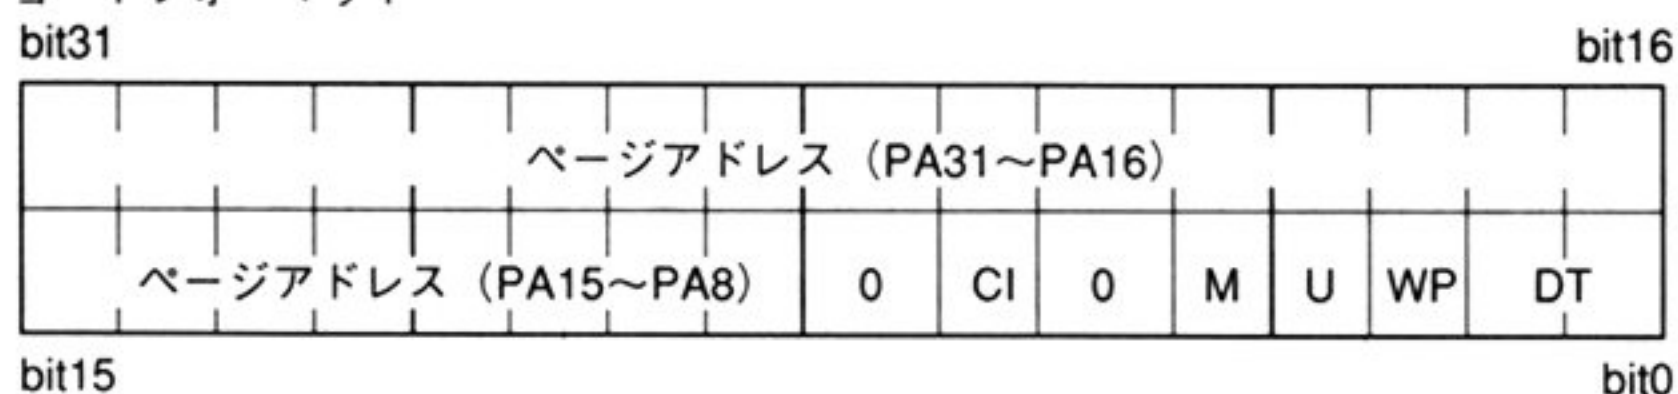 bit31 bit16
ページアドレス（PA31～PA16）
ページアドレス（PA15～PA8） 0 CI 0 M U WP DT
bit15 bit0